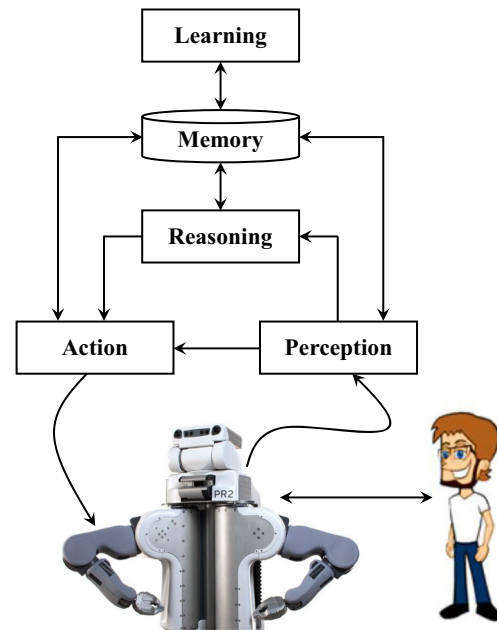 Learning
Memory
Reasoning
Action
Perception
PR2